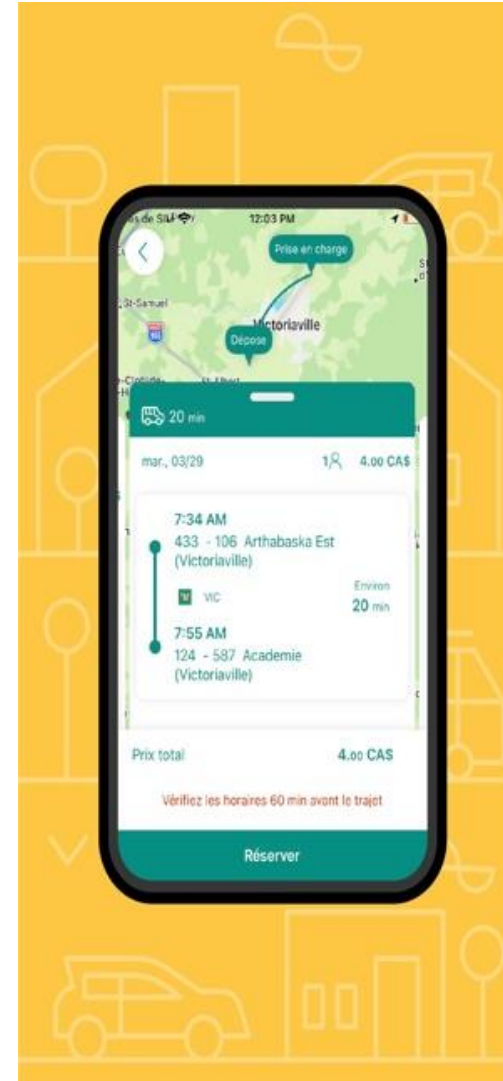 12:03 PM
Prise en charge
St-Samuel
Victoriaville
Dépose
St-Albert
20 min
mar., 03/29
1
4.00 CA$
7:34 AM
433 - 106 Arthabaska Est
(Victoriaville)
VIC
Environ
20 min
7:55 AM
124 - 587 Academie
(Victoriaville)
Prix total
4.00 CA$
Vérifiez les horaires 60 min avant le trajet
Réserver